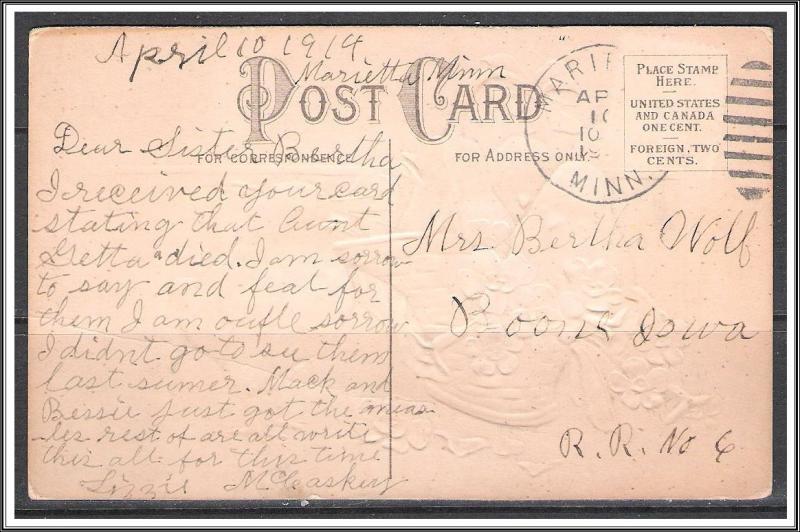 April 10 1914
Marietta Minn
POST CARD
FOR CORRESPONDENCE
FOR ADDRESS ONLY.
PLACE STAMP
HERE.
UNITED STATES
AND CANADA
ONE CENT.
FOREIGN, TWO
CENTS.
MARIE
AP
10
MINN.
Dear Sister Bertha
I received your card
stating that Aunt
Getta died. I am sorrow
to say and feal for
them I am oufle sorrow
I didnt go to see them
last sumer. Mack and
Bessie just got the meas
les rest of are all write
this all for this time
Lizzie McCaskey
Mrs Bertha Wolf
Boone Iowa
R. R. No 6